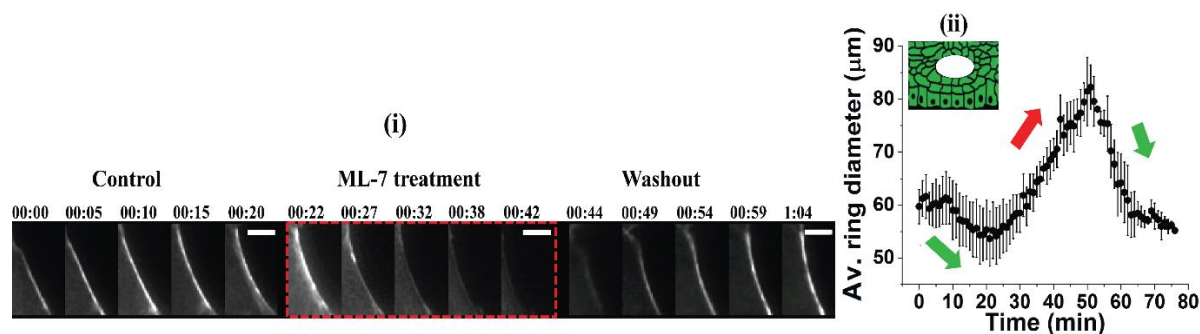 (i)
Control ML-7 treatment Washout
00:00 00:05 00:10 00:15 00:20 00:22 00:27 00:32 00:38 00:42 00:44 00:49 00:54 00:59 1:04
(ii)
Av. ring diameter (μm)
90
80
70
60
50
0 10 20 30 40 50 60 70 80
Time (min)